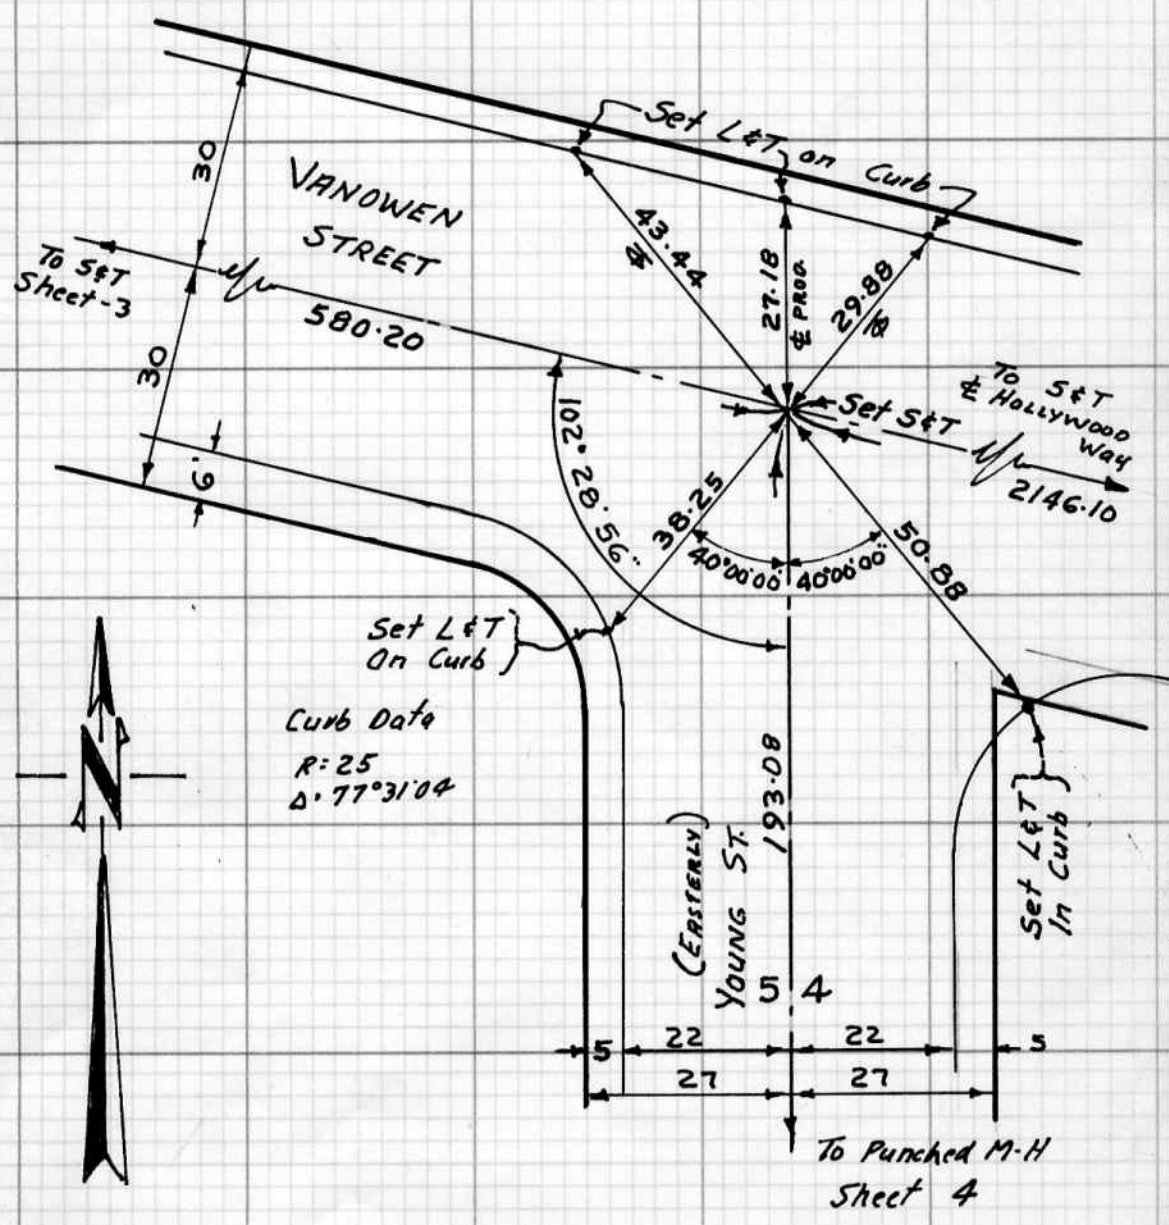 Set L&T on Curb
30
VANOWEN
STREET
43.44
27.18
℄ PROD.
29.88
To S&T
Sheet-3
580.20
30
To S&T
℄ HOLLYWOOD
Way
Set S&T
2146.10
6'
102°28'56"
38.25
40°00'00"
40°00'00"
50.88
Set L&T
On Curb
Curb Data
R=25
Δ=77°31'04
N
193.08
(EASTERLY)
YOUNG ST.
Set L&T
In Curb
54
5
22
22
5
27
27
To Punched M-H
Sheet 4